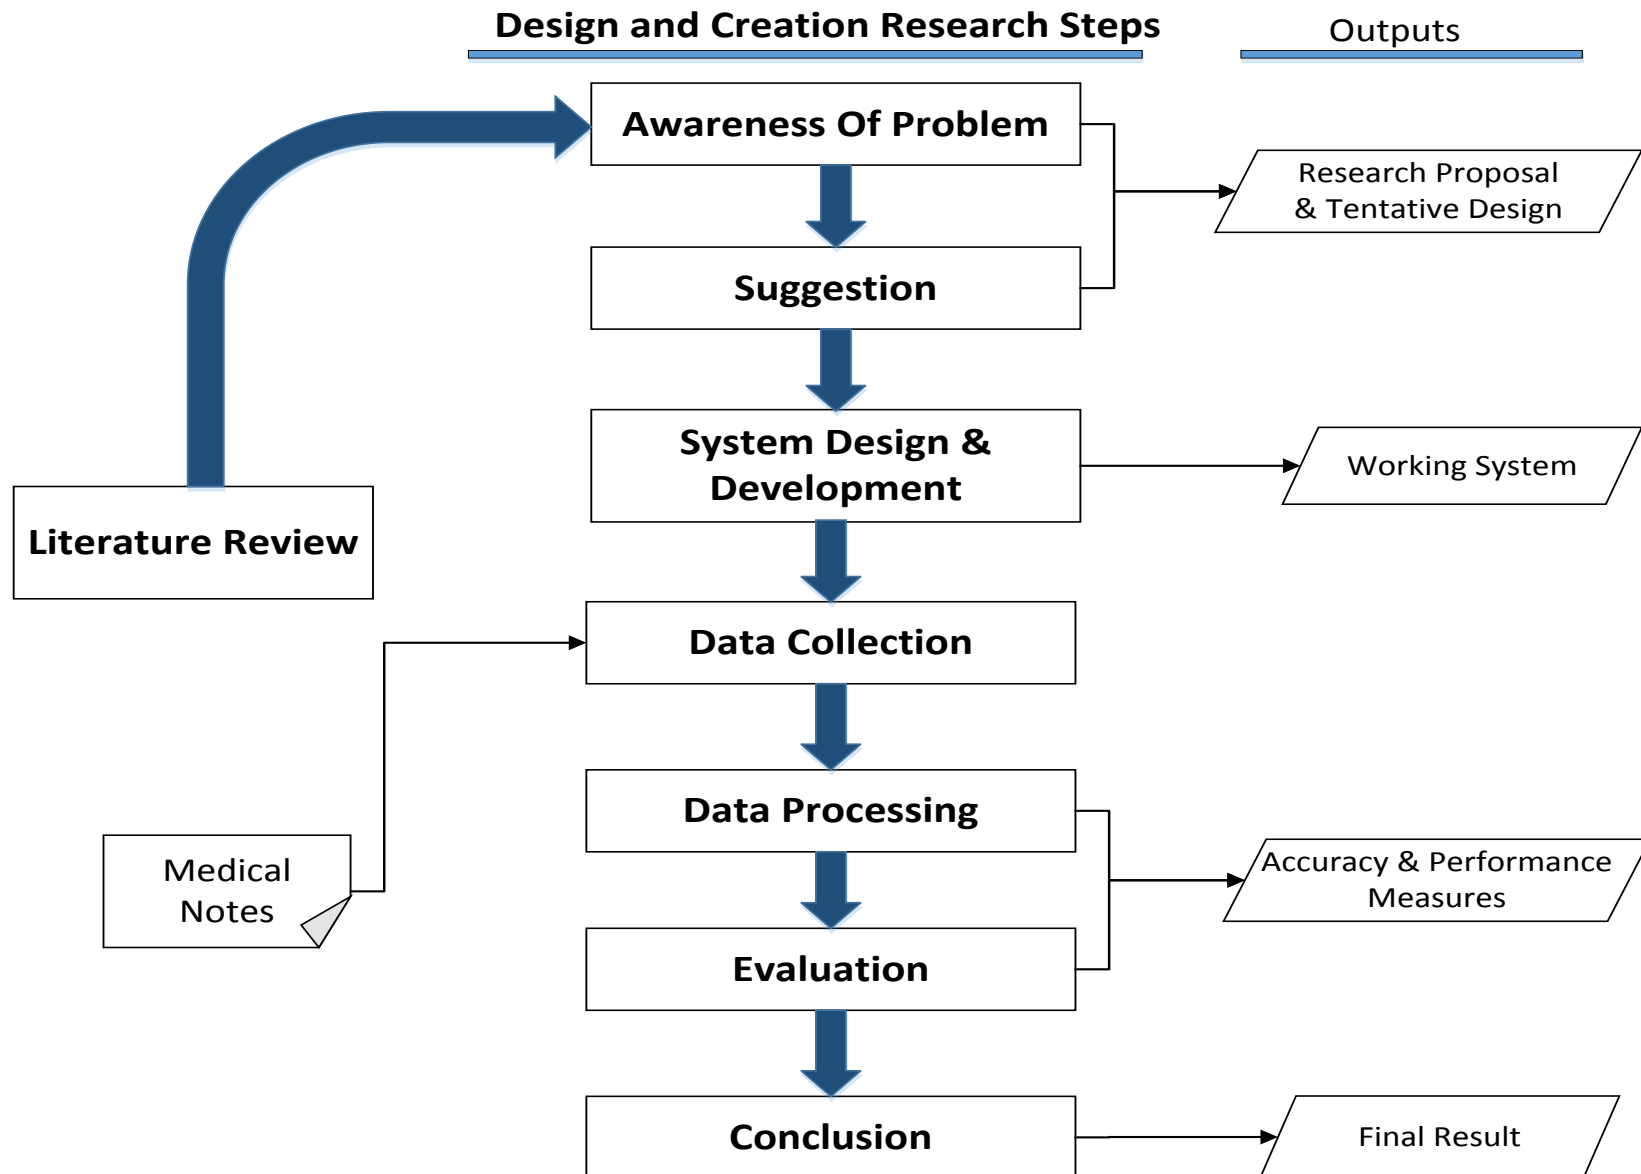 Design and Creation Research Steps
Outputs
Awareness Of Problem
Research Proposal
& Tentative Design
Suggestion
System Design &
Development
Working System
Literature Review
Data Collection
Data Processing
Medical
Notes
Accuracy & Performance
Measures
Evaluation
Conclusion
Final Result